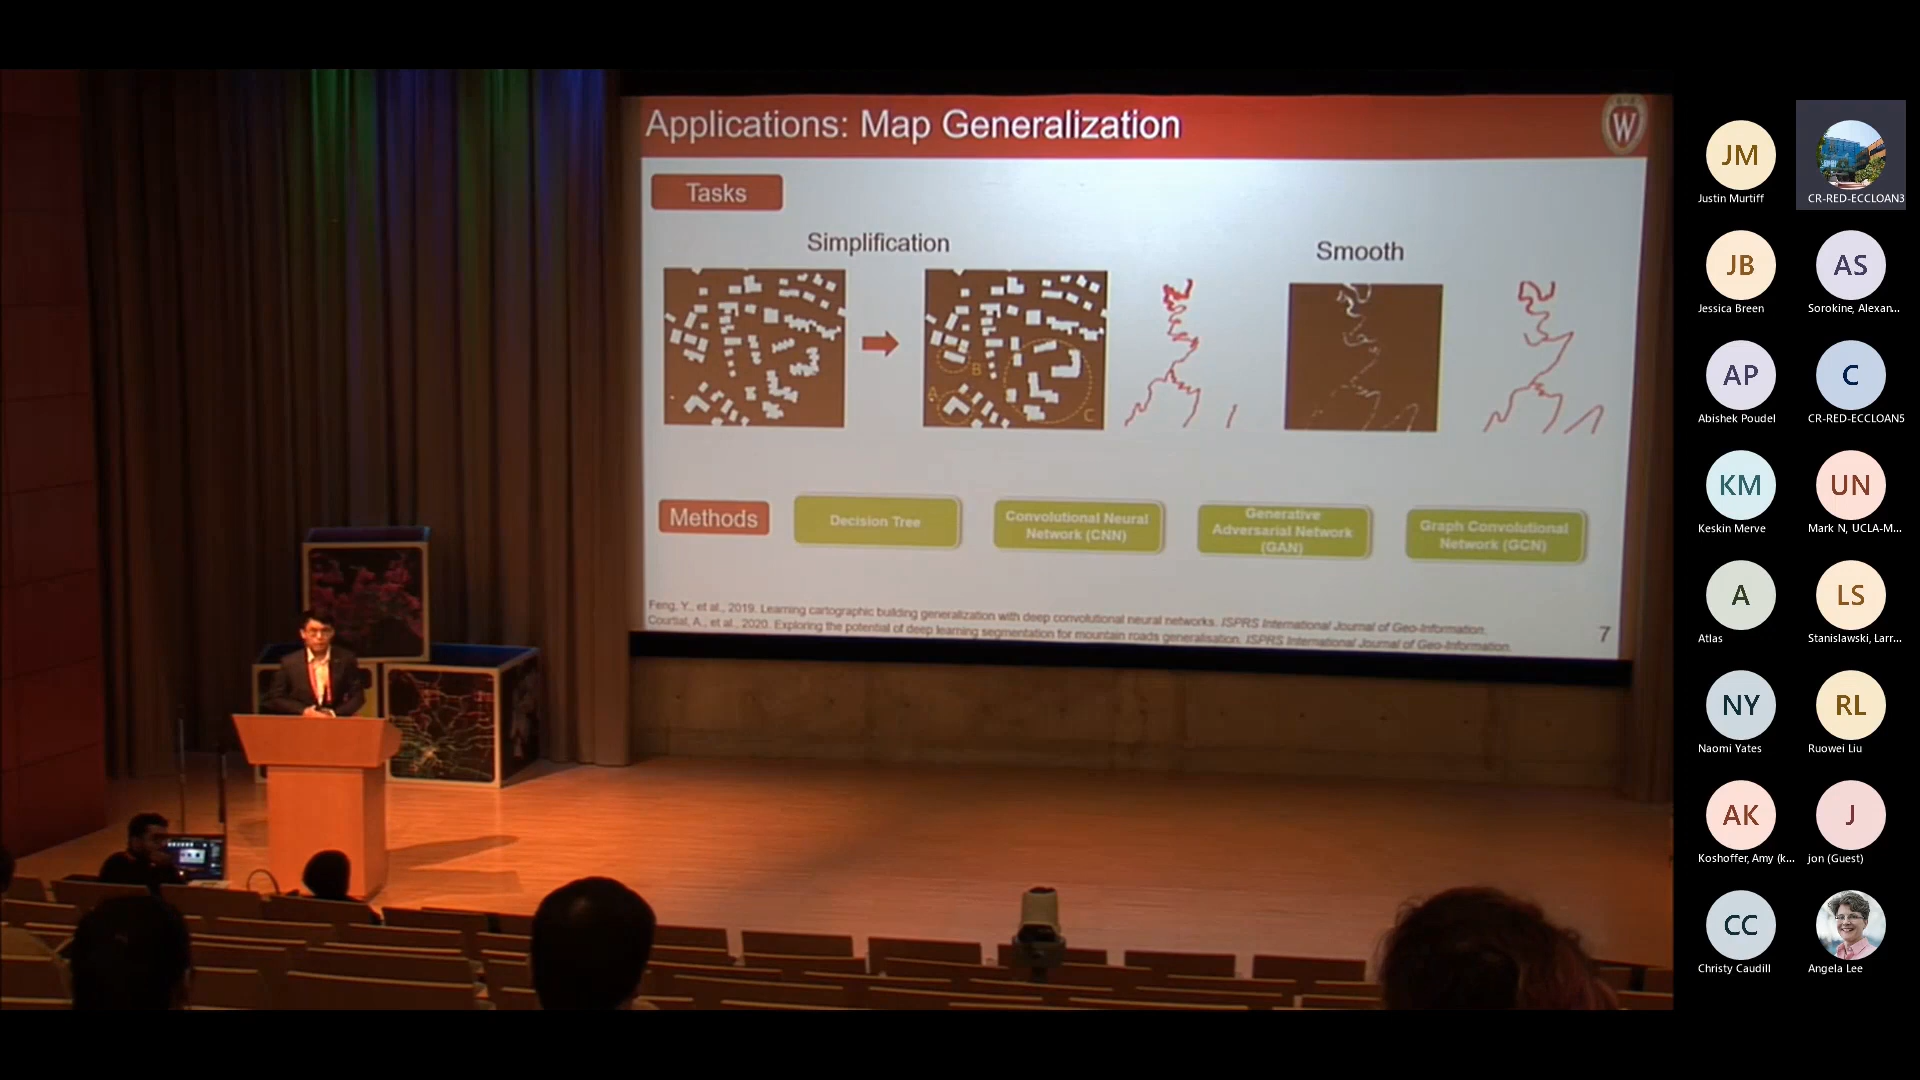 Applications: Map Generalization
W
Tasks
Simplification
Smooth
A
B
C
Methods
Decision Tree
Convolutional Neural
Network (CNN)
Generative
Adversarial Network
(GAN)
Graph Convolutional
Network (GCN)
Feng, Y., et al., 2019. Learning cartographic building generalization with deep convolutional neural networks. ISPRS International Journal of Geo-Information.
Courtial, A., et al., 2020. Exploring the potential of deep learning segmentation for mountain roads generalisation. ISPRS International Journal of Geo-Information.
7
JM
Justin Murtiff
CR-RED-ECCLOAN3
JB
Jessica Breen
AS
Sorokine, Alexan...
AP
Abishek Poudel
C
CR-RED-ECCLOAN5
KM
Keskin Merve
UN
Mark N, UCLA-M...
A
Atlas
LS
Stanislawski, Larr...
NY
Naomi Yates
RL
Ruowei Liu
AK
Koshoffer, Amy (k...
J
jon (Guest)
CC
Christy Caudill
Angela Lee